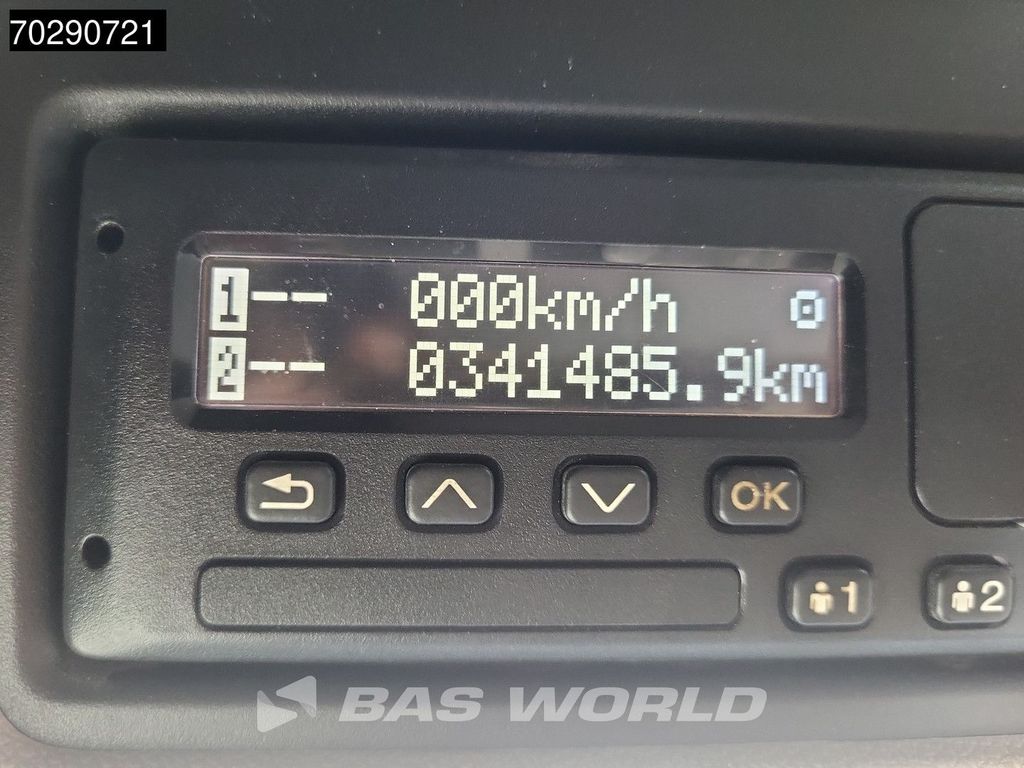 70290721
1-- 000km/h
2-- 0341485.9km
OK
1 2
BAS WORLD